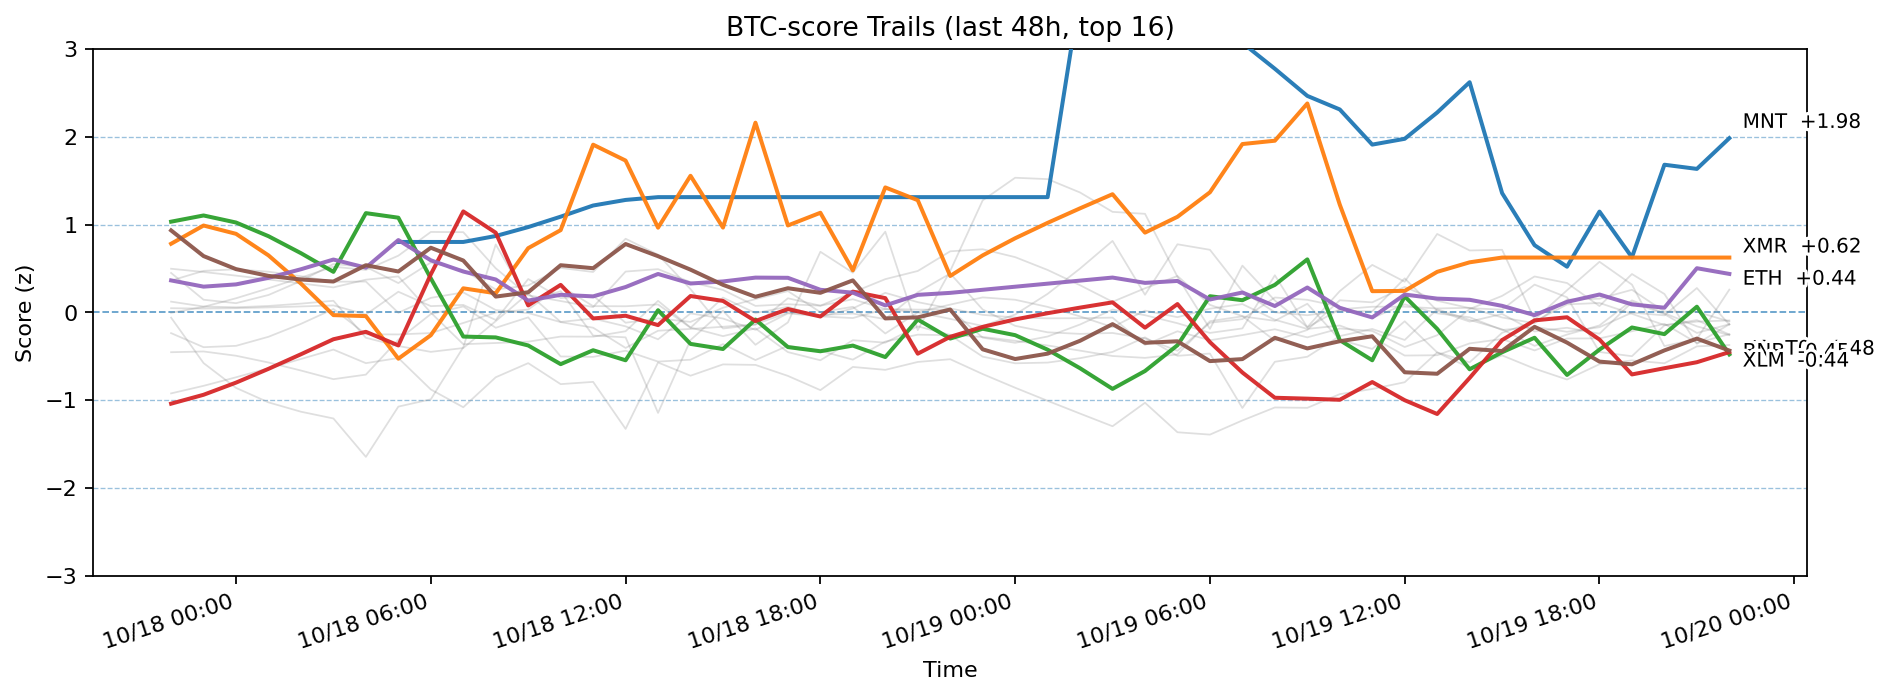 BTC-score Trails (last 48h, top 16)
Score (z)
3
2
1
0
−1
−2
−3
MNT +1.98
XMR +0.62
ETH +0.44
XLM -0.44
10/18 00:00
10/18 06:00
10/18 12:00
10/18 18:00
10/19 00:00
10/19 06:00
10/19 12:00
10/19 18:00
10/20 00:00
Time